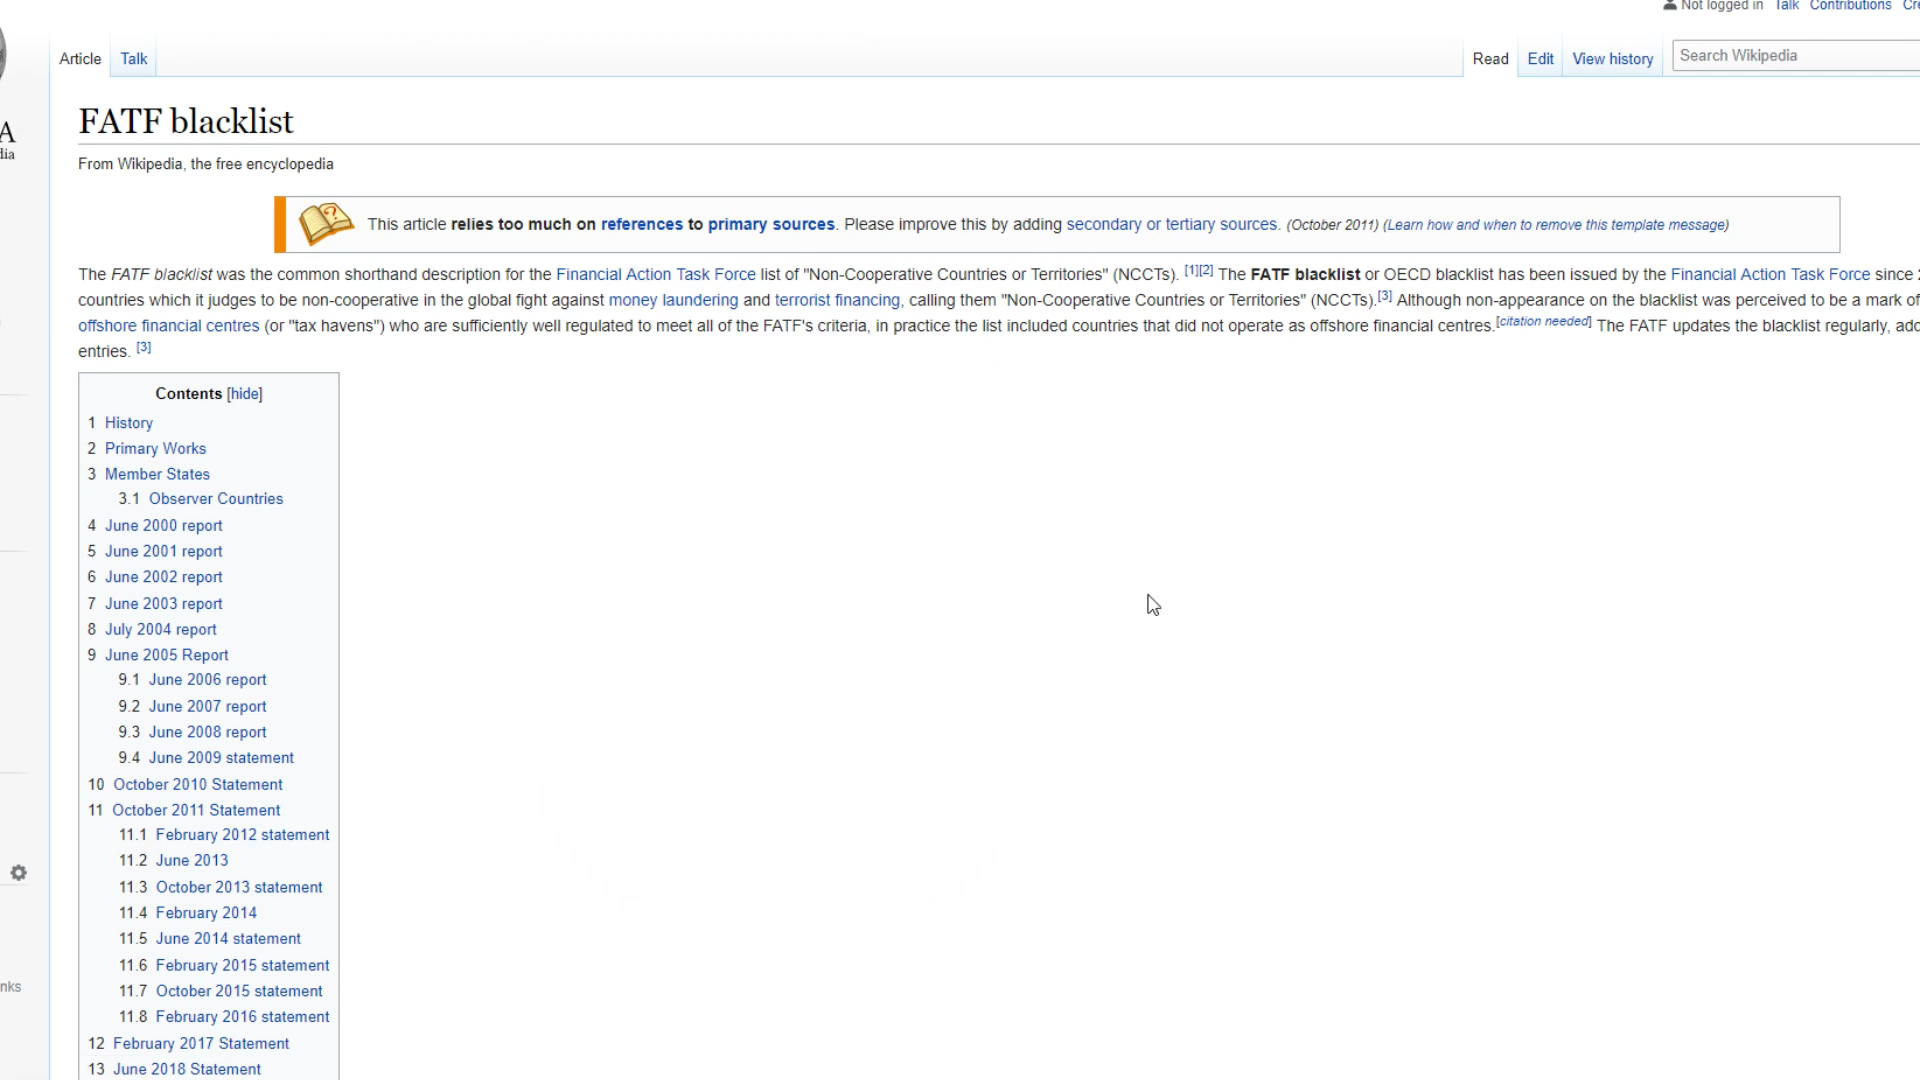 Not logged in Talk Contributions
A
dia
Article Talk Read Edit View history Search Wikipedia
FATF blacklist
From Wikipedia, the free encyclopedia
This article relies too much on references to primary sources. Please improve this by adding secondary or tertiary sources. (October 2011) (Learn how and when to remove this template message)
The FATF blacklist was the common shorthand description for the Financial Action Task Force list of "Non-Cooperative Countries or Territories" (NCCTs). [1][2] The FATF blacklist or OECD blacklist has been issued by the Financial Action Task Force since
countries which it judges to be non-cooperative in the global fight against money laundering and terrorist financing, calling them "Non-Cooperative Countries or Territories" (NCCTs).[3] Although non-appearance on the blacklist was perceived to be a mark of
offshore financial centres (or "tax havens") who are sufficiently well regulated to meet all of the FATF's criteria, in practice the list included countries that did not operate as offshore financial centres.[citation needed] The FATF updates the blacklist regularly,
entries. [3]
Contents [hide]
1 History
2 Primary Works
3 Member States
3.1 Observer Countries
4 June 2000 report
5 June 2001 report
6 June 2002 report
7 June 2003 report
8 July 2004 report
9 June 2005 Report
9.1 June 2006 report
9.2 June 2007 report
9.3 June 2008 report
9.4 June 2009 statement
10 October 2010 Statement
11 October 2011 Statement
11.1 February 2012 statement
11.2 June 2013
11.3 October 2013 statement
11.4 February 2014
11.5 June 2014 statement
11.6 February 2015 statement
11.7 October 2015 statement
nks
11.8 February 2016 statement
12 February 2017 Statement
13 June 2018 Statement